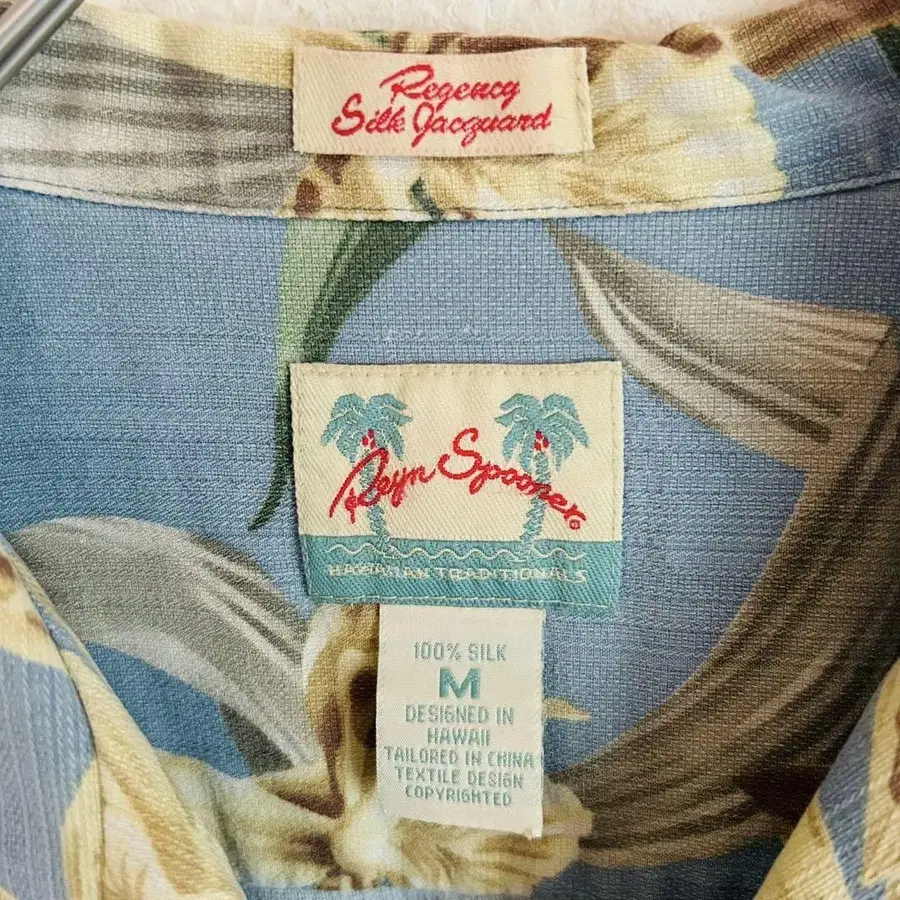 Regency
Silk Jacquard
Reyn Spooner®
HAWAIIAN TRADITIONALS
100% SILK
M
DESIGNED IN
HAWAII
TAILORED IN CHINA
TEXTILE DESIGN
COPYRIGHTED